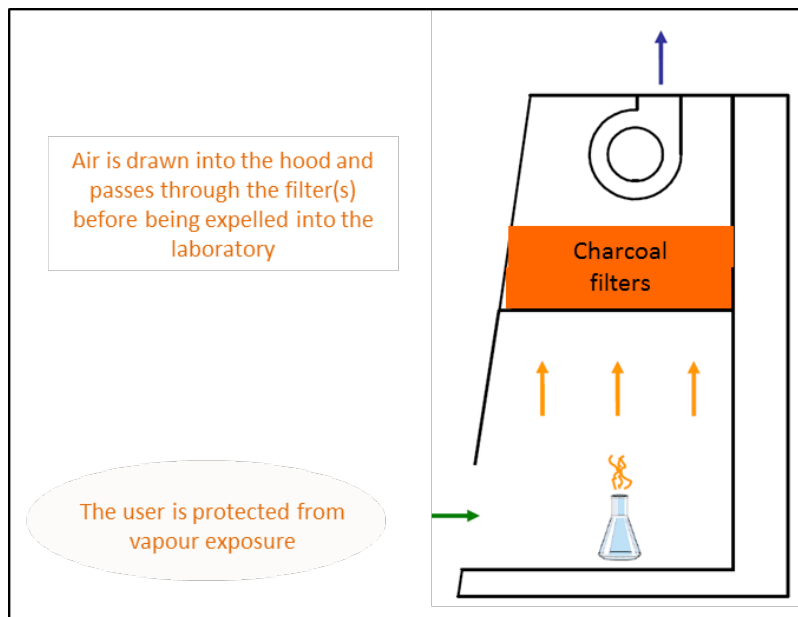 Air is drawn into the hood and
passes through the filter(s)
before being expelled into the
laboratory
Charcoal
filters
The user is protected from
vapour exposure